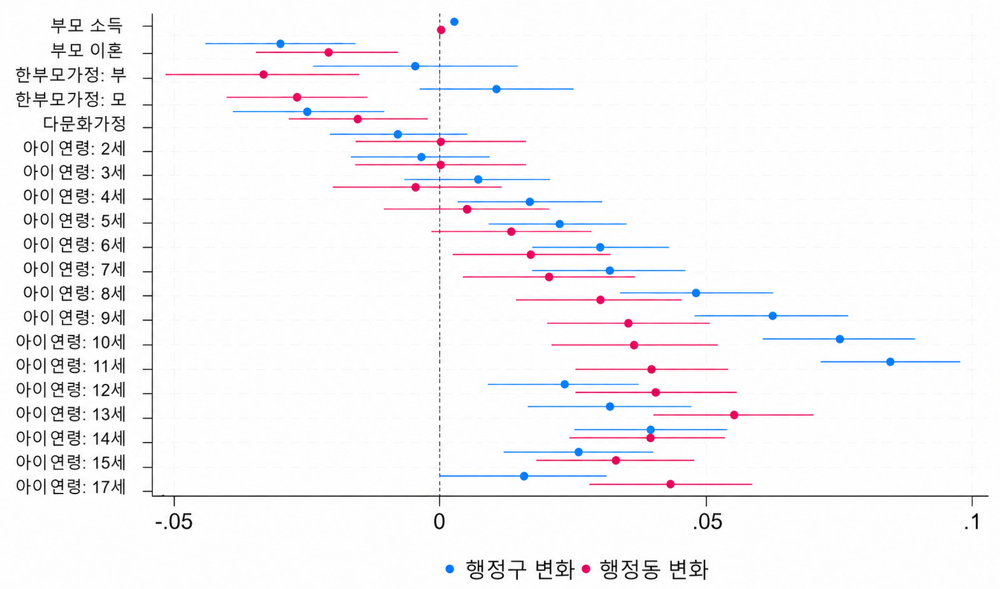 부모 소득
부모 이혼
한부모가정: 부
한부모가정: 모
다문화가정
아이 연령: 2세
아이 연령: 3세
아이 연령: 4세
아이 연령: 5세
아이 연령: 6세
아이 연령: 7세
아이 연령: 8세
아이 연령: 9세
아이 연령: 10세
아이 연령: 11세
아이 연령: 12세
아이 연령: 13세
아이 연령: 14세
아이 연령: 15세
아이 연령: 17세
-.05 0 .05 .1
행정구 변화 행정동 변화